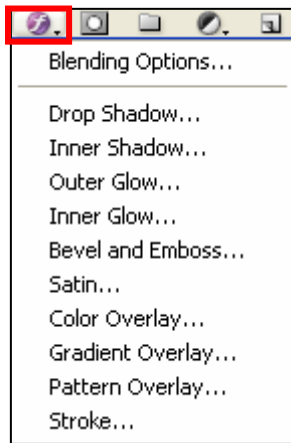 Blending Options...
Drop Shadow...
Inner Shadow...
Outer Glow...
Inner Glow...
Bevel and Emboss...
Satin...
Color Overlay...
Gradient Overlay...
Pattern Overlay...
Stroke...